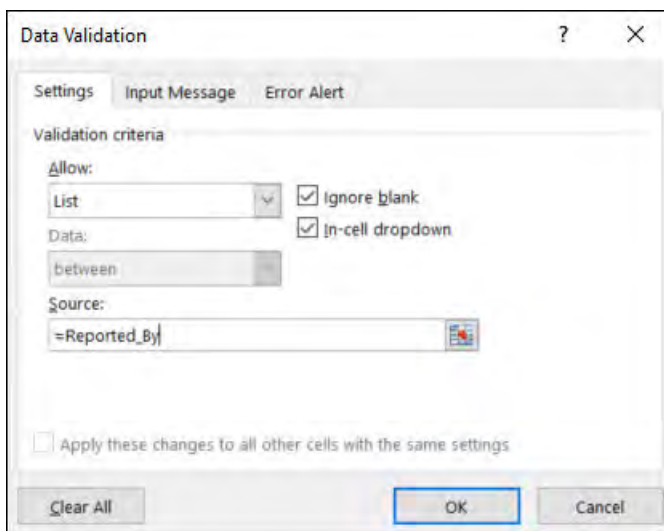 Data Validation ? X
Settings Input Message Error Alert
Validation criteria
Allow:
List
Ignore blank
Data:
In-cell dropdown
between
Source:
=Reported_By
Apply these changes to all other cells with the same settings
Clear All OK Cancel